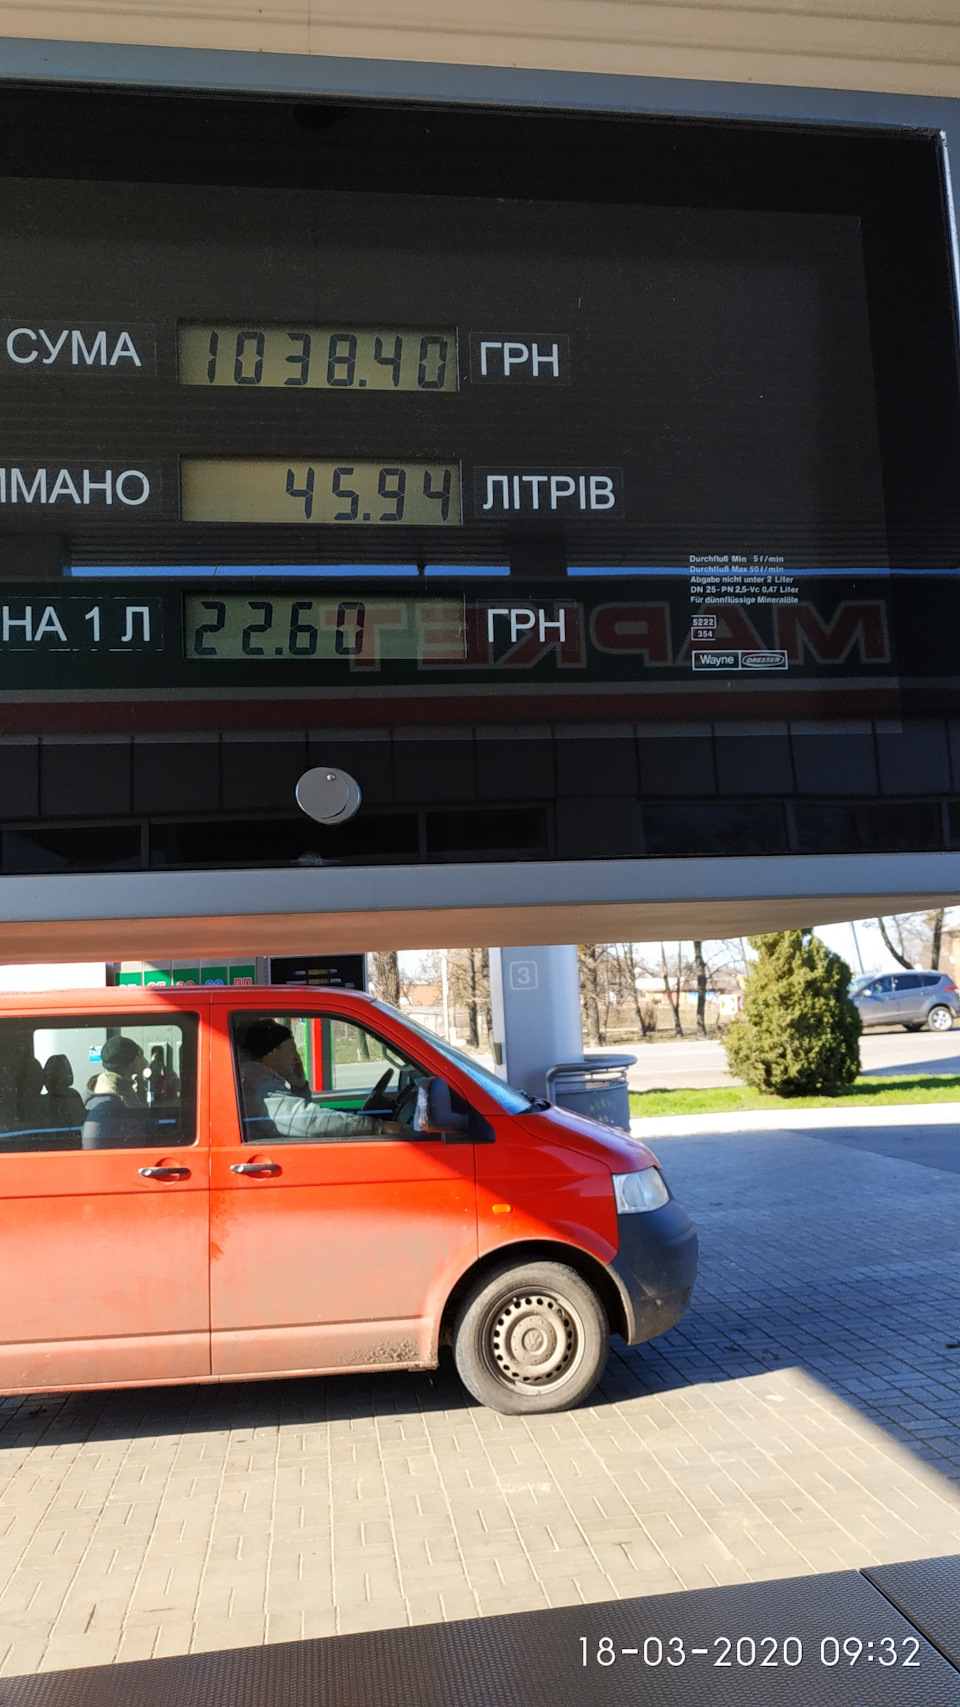 СУМА 1038.40 ГРН
ИМАНО 45.94 ЛІТРІВ
Durchfluß Min 5 l/min
Durchfluß Max 50 l/min
Abgabe nicht unter 2 Liter
DN 25-PN 2,5-Vc 0,47 Liter
Für dünnflüssige Mineralöle
НА 1 Л 22.60 ГРН
МАРКЕТ
5222
354
Wayne DRESSER
3
18-03-2020 09:32